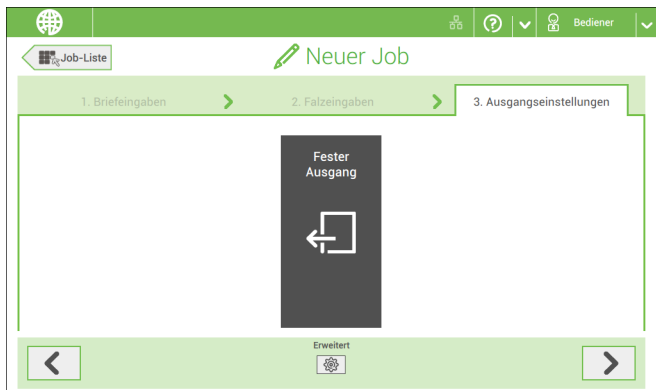 Bediener
Job-Liste
Neuer Job
1. Briefeingaben
2. Falzeingaben
3. Ausgangseinstellungen
Fester
Ausgang
Erweitert